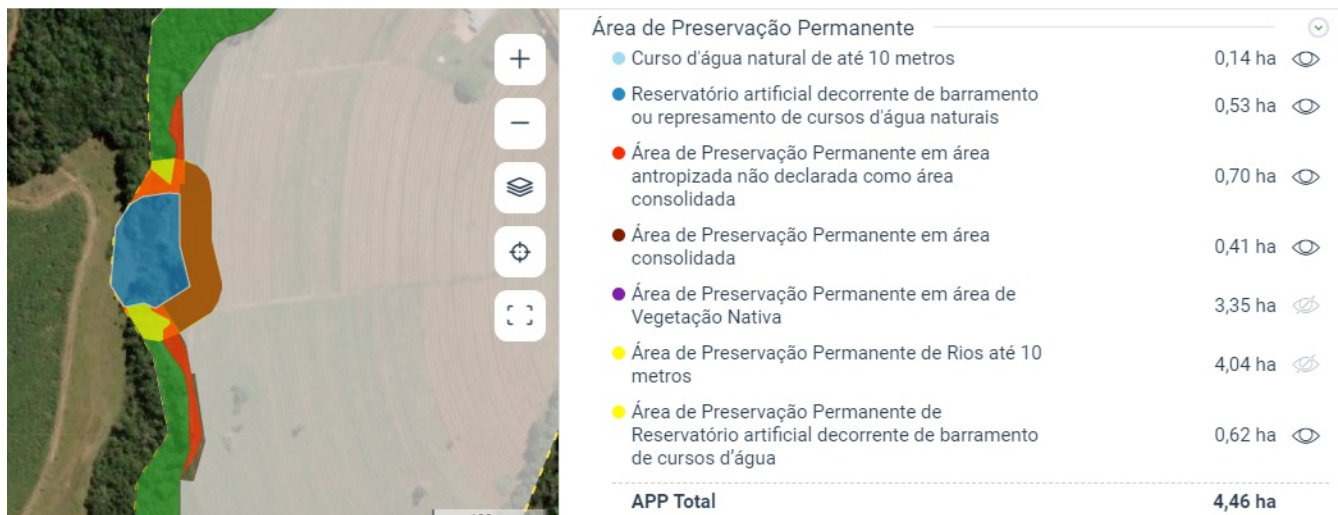 Área de Preservação Permanente
Curso d'água natural de até 10 metros 0,14 ha
Reservatório artificial decorrente de barramento
ou represamento de cursos d'água naturais 0,53 ha
Área de Preservação Permanente em área
antropizada não declarada como área 0,70 ha
consolidada
Área de Preservação Permanente em área
consolidada 0,41 ha
Área de Preservação Permanente em área de
Vegetação Nativa 3,35 ha
Área de Preservação Permanente de Rios até 10
metros 4,04 ha
Área de Preservação Permanente de
Reservatório artificial decorrente de barramento 0,62 ha
de cursos d’água
APP Total 4,46 ha